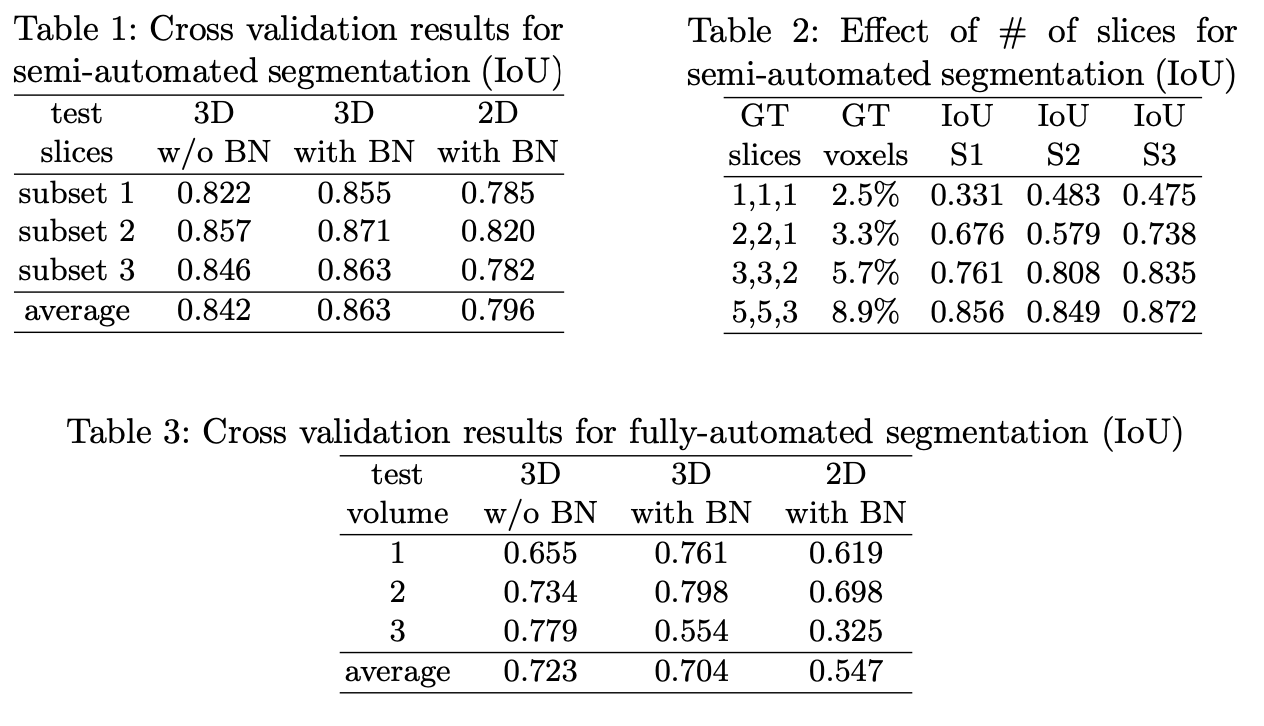 Table 1: Cross validation results for
semi-automated segmentation (IoU)
test 3D 3D 2D
slices w/o BN with BN with BN
subset 1 0.822 0.855 0.785
subset 2 0.857 0.871 0.820
subset 3 0.846 0.863 0.782
average 0.842 0.863 0.796
Table 2: Effect of # of slices for
semi-automated segmentation (IoU)
GT GT IoU IoU IoU
slices voxels S1 S2 S3
1,1,1 2.5% 0.331 0.483 0.475
2,2,1 3.3% 0.676 0.579 0.738
3,3,2 5.7% 0.761 0.808 0.835
5,5,3 8.9% 0.856 0.849 0.872
Table 3: Cross validation results for fully-automated segmentation (IoU)
test 3D 3D 2D
volume w/o BN with BN with BN
1 0.655 0.761 0.619
2 0.734 0.798 0.698
3 0.779 0.554 0.325
average 0.723 0.704 0.547